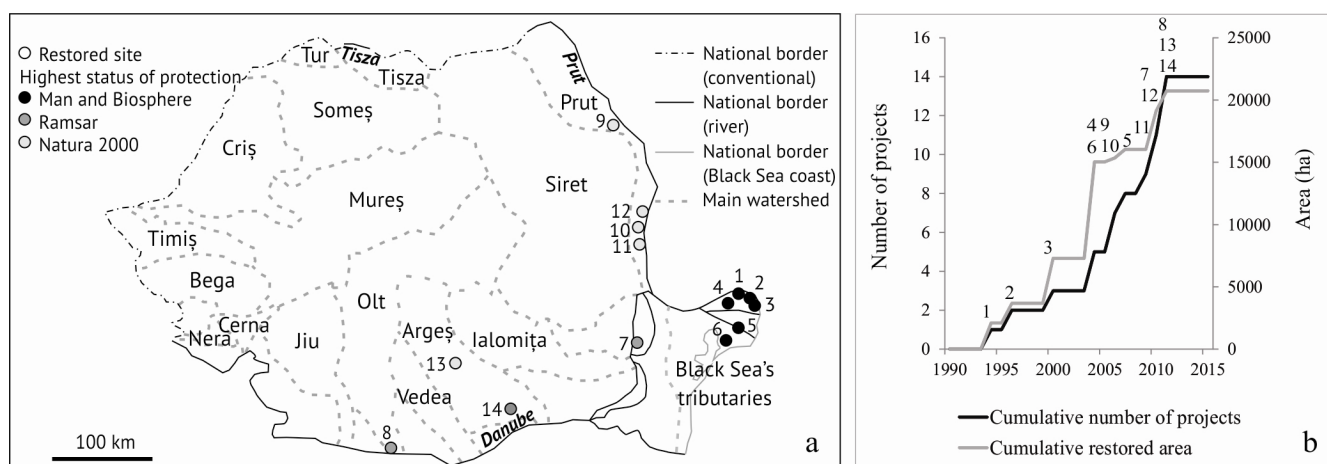 Restored site
Highest status of protection
Man and Biosphere
Ramsar
Natura 2000
National border
(conventional)
National border
(river)
National border
(Black Sea coast)
Main watershed
Tur
Tisza
Tisza
Prut
Prut
Someș
9
Criș
Siret
Mureș
12
10
11
Timiș
Bega
Olt
1
2
4
3
Cerna
Nera
Jiu
Argeș
Ialomița
7
6
5
13
Black Sea's
tributaries
Vedea
14
Danube
8
100 km
a
Number of projects
16
14
12
10
8
6
4
2
0
25000
20000
15000
10000
5000
0
Area (ha)
1990
1995
2000
2005
2010
2015
1
2
3
4 9
6 10
5
11
12
7
8
13
14
Cumulative number of projects
Cumulative restored area
b